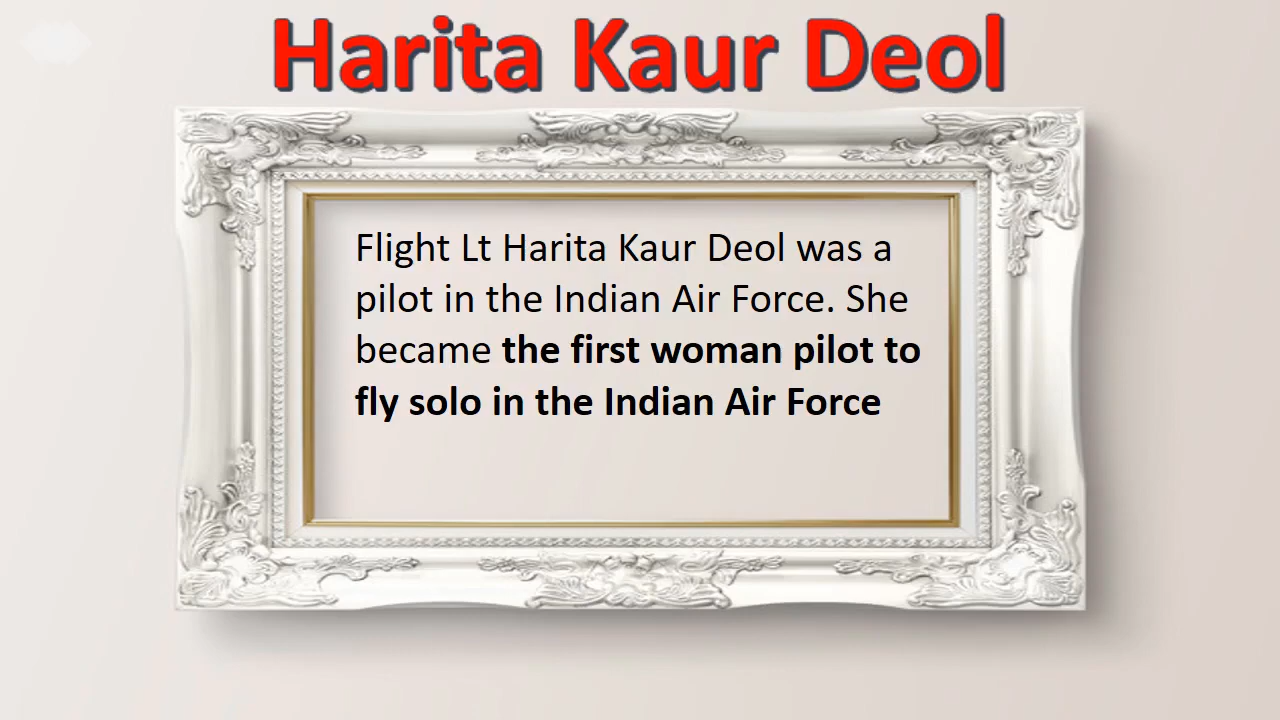 Harita Kaur Deol
Flight Lt Harita Kaur Deol was a
pilot in the Indian Air Force. She
became the first woman pilot to
fly solo in the Indian Air Force